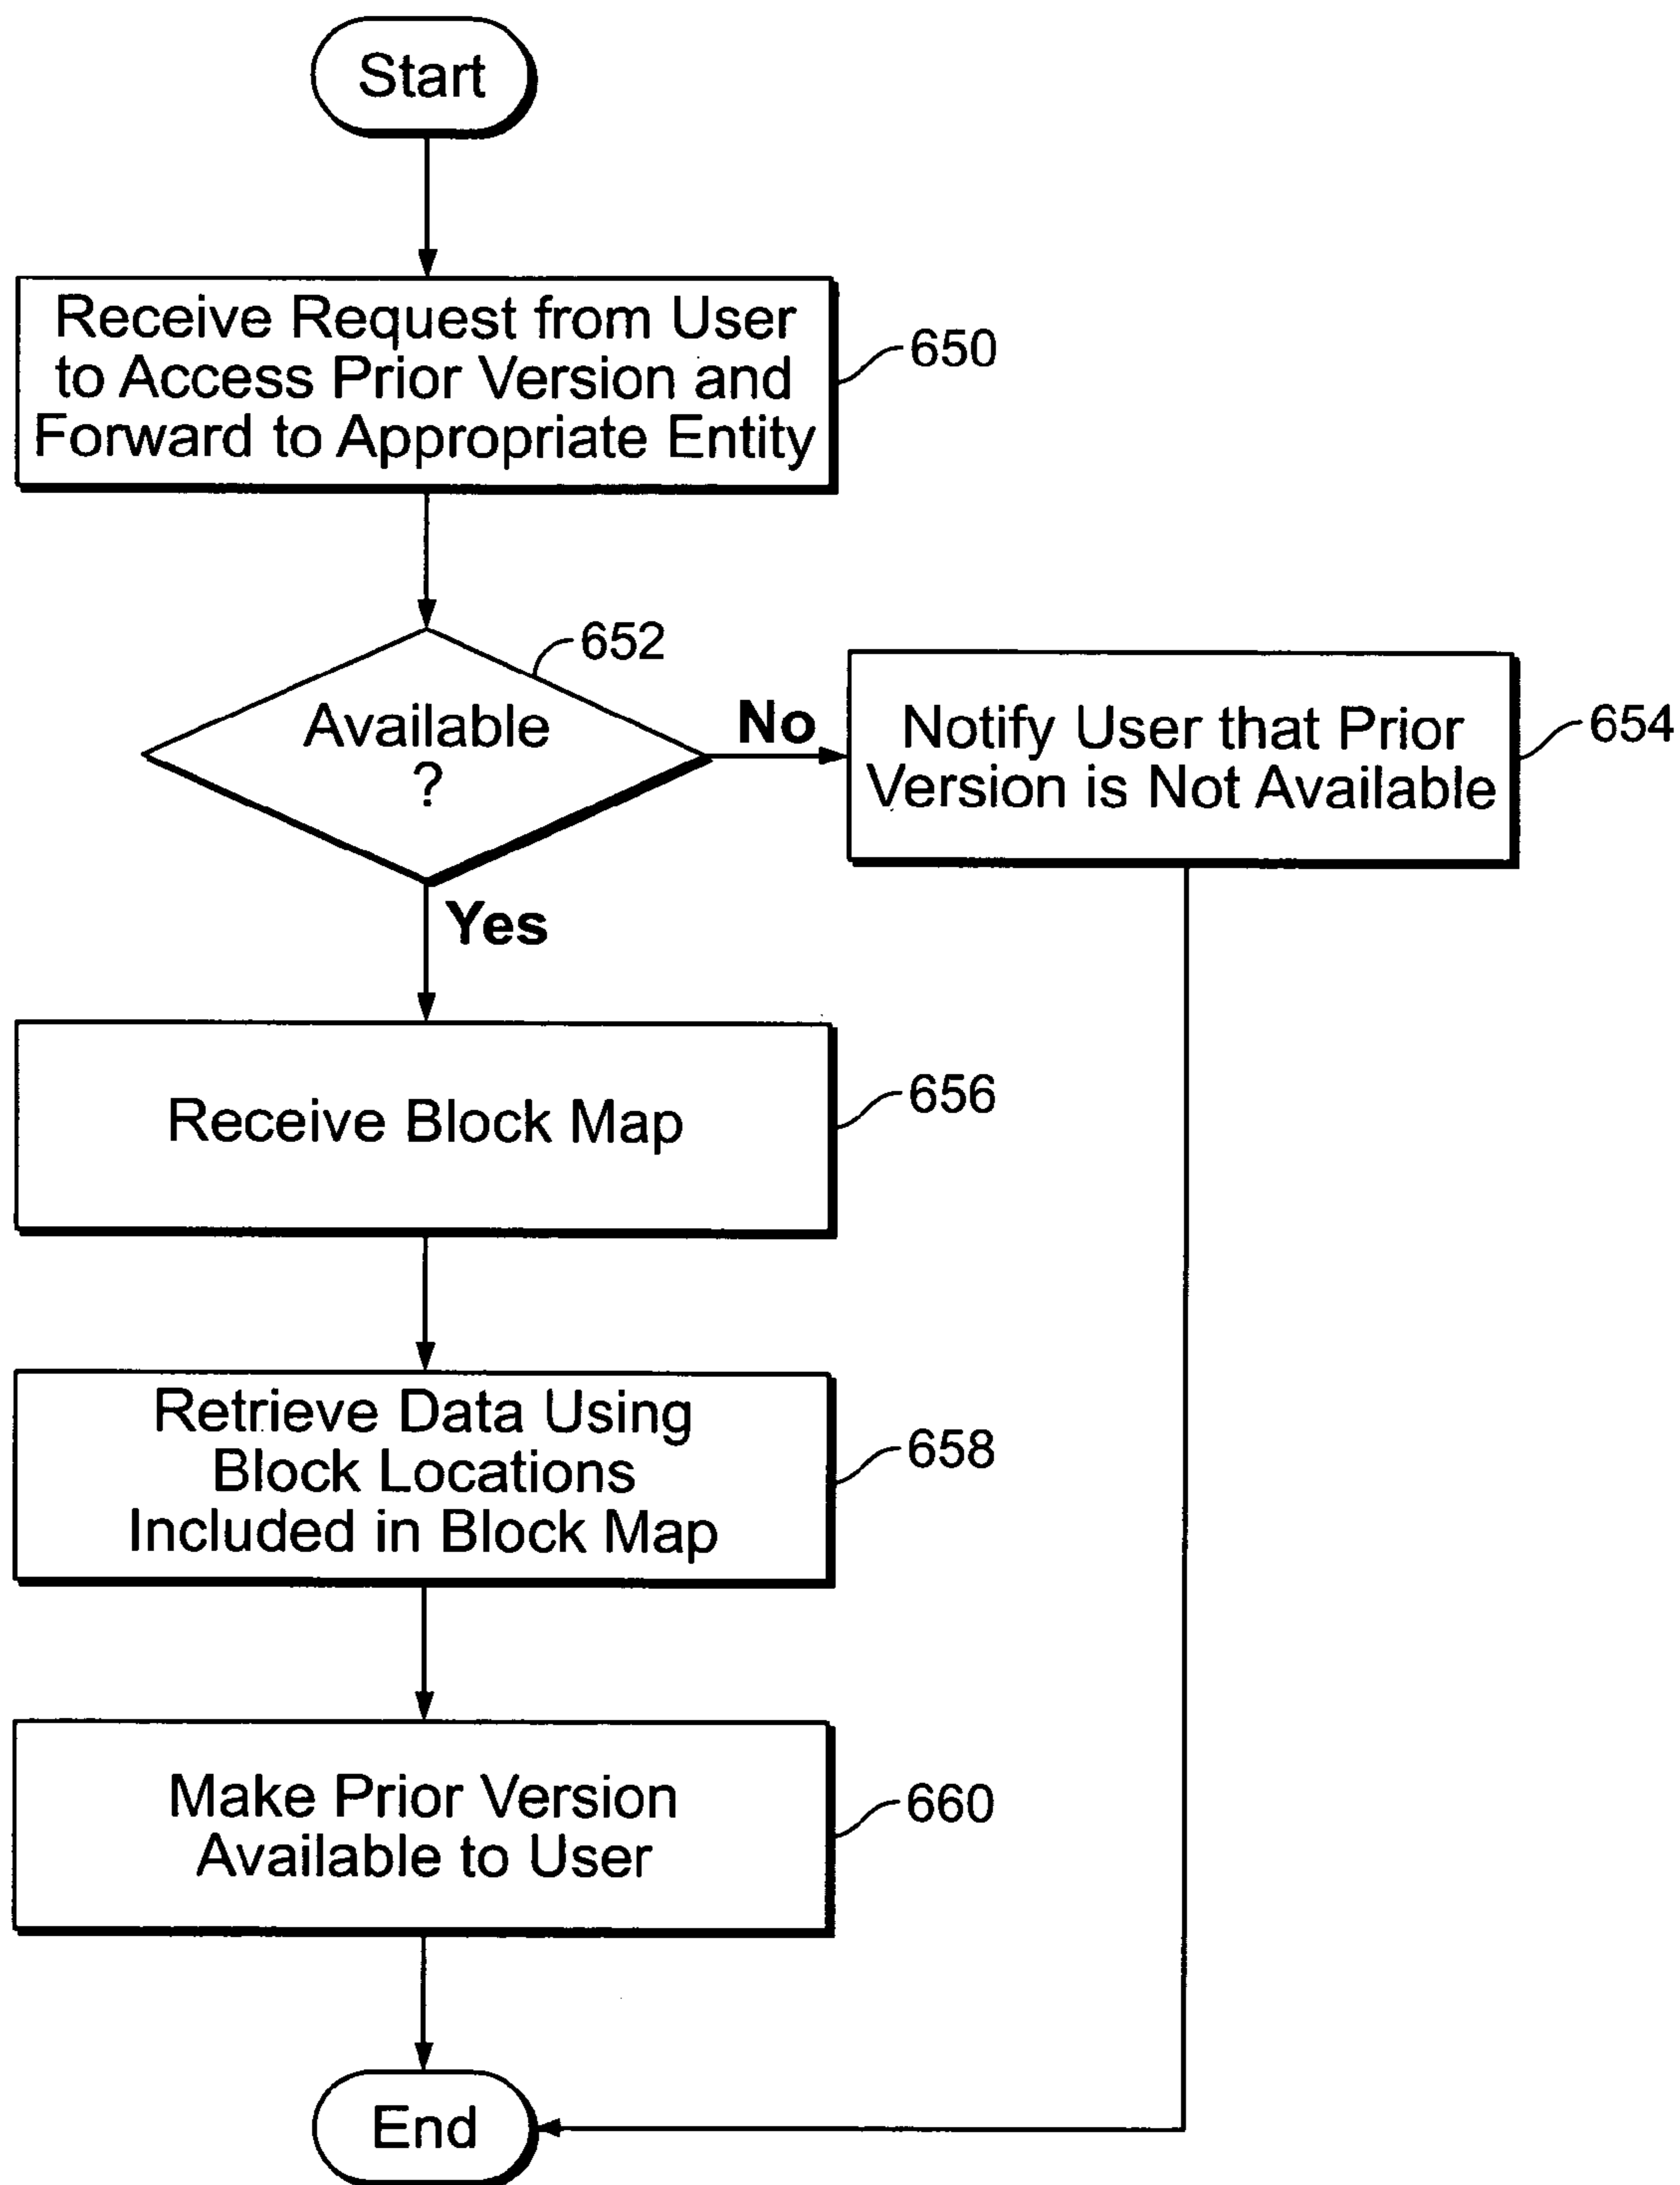 Start
Receive Request from User
to Access Prior Version and
Forward to Appropriate Entity
650
652
Available
?
No
Notify User that Prior
Version is Not Available
654
Yes
Receive Block Map
656
Retrieve Data Using
Block Locations
Included in Block Map
658
Make Prior Version
Available to User
660
End